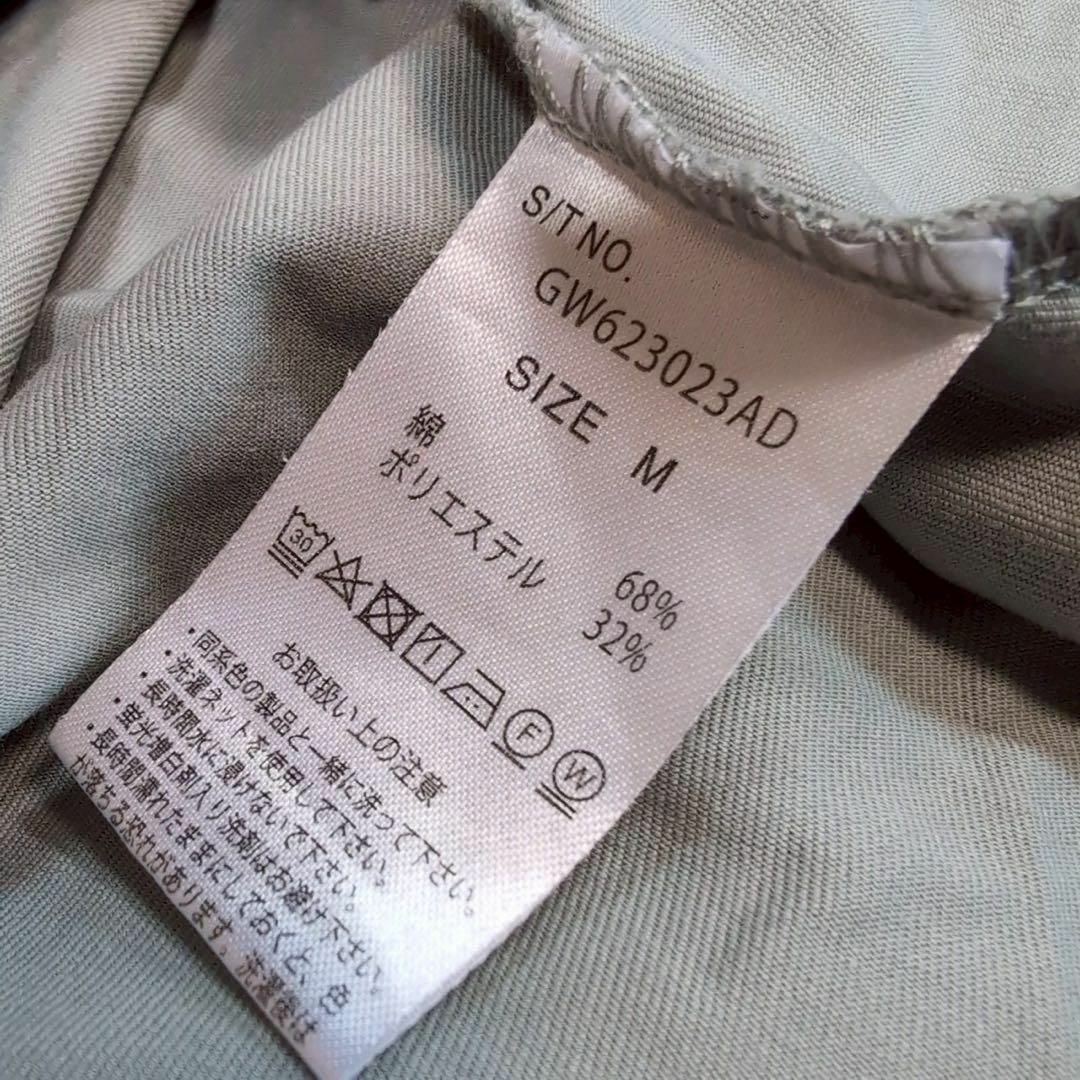 S/T NO.
GW623023AD
SIZE M
綿 68%
ポリエステル 32%
30
F W
お取扱い上の注意
・同系色の製品と一緒に洗って下さい。
・洗濯ネットを使用して下さい。
・長時間水に浸けないで下さい。
・蛍光増白剤入り洗剤はお避け下さい。
・長時間濡れたままにしておくと、色
が落ちる恐れがあります。洗濯後は